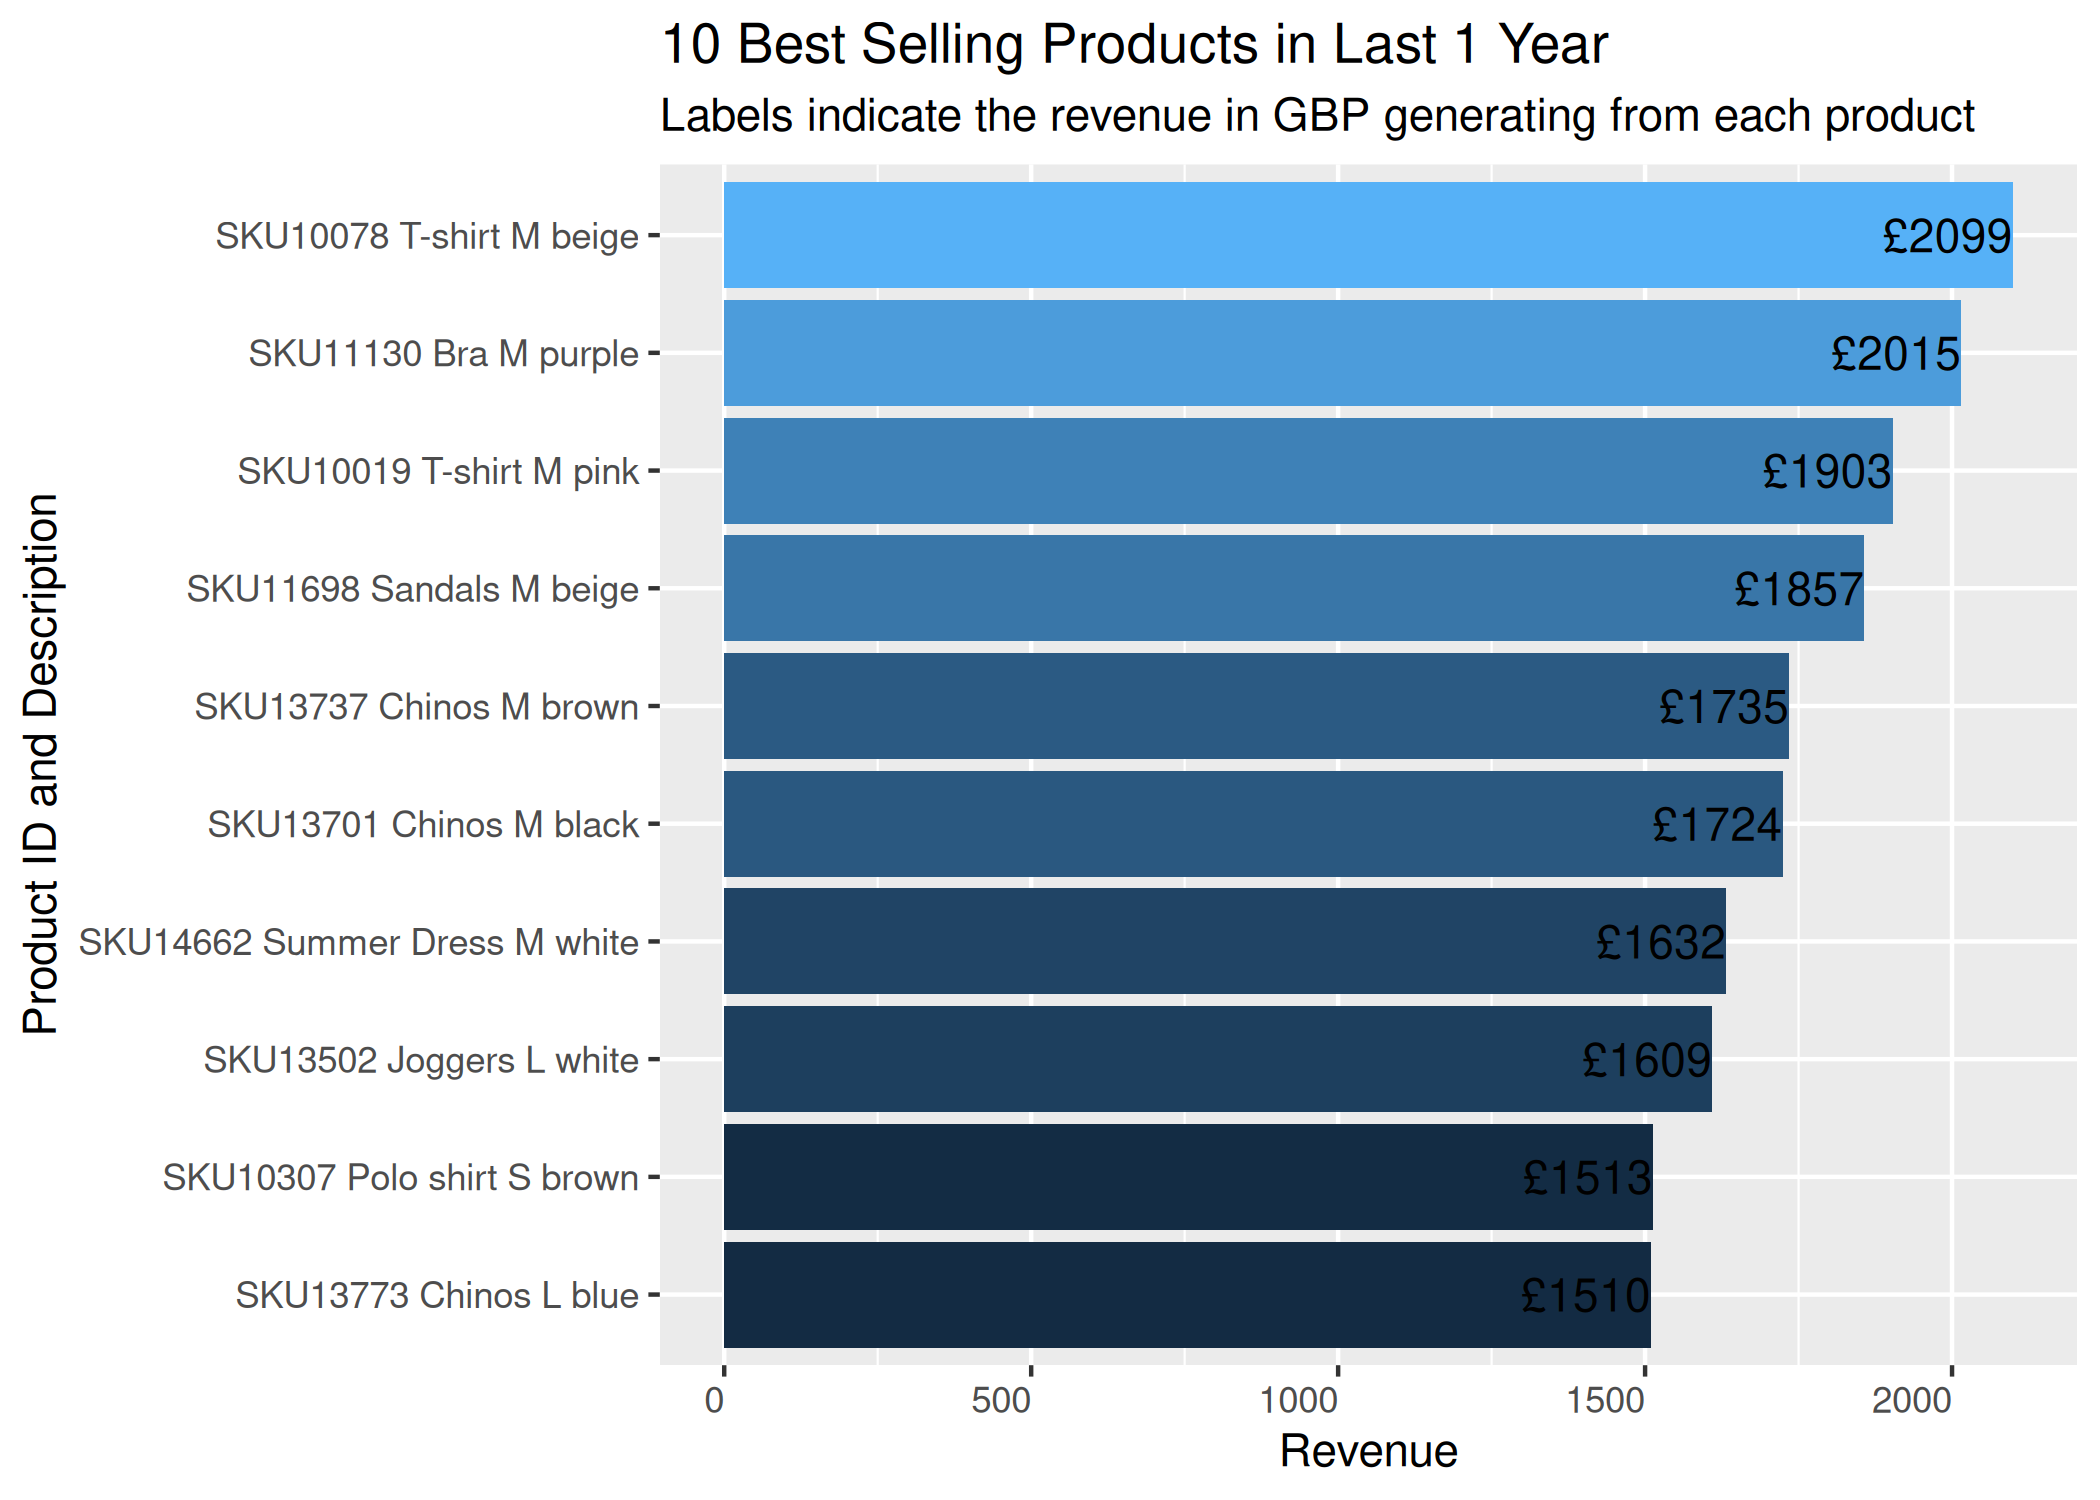 10 Best Selling Products in Last 1 Year
Labels indicate the revenue in GBP generating from each product
Product ID and Description
SKU10078 T-shirt M beige £2099
SKU11130 Bra M purple £2015
SKU10019 T-shirt M pink £1903
SKU11698 Sandals M beige £1857
SKU13737 Chinos M brown £1735
SKU13701 Chinos M black £1724
SKU14662 Summer Dress M white £1632
SKU13502 Joggers L white £1609
SKU10307 Polo shirt S brown £1513
SKU13773 Chinos L blue £1510
0 500 1000 1500 2000
Revenue